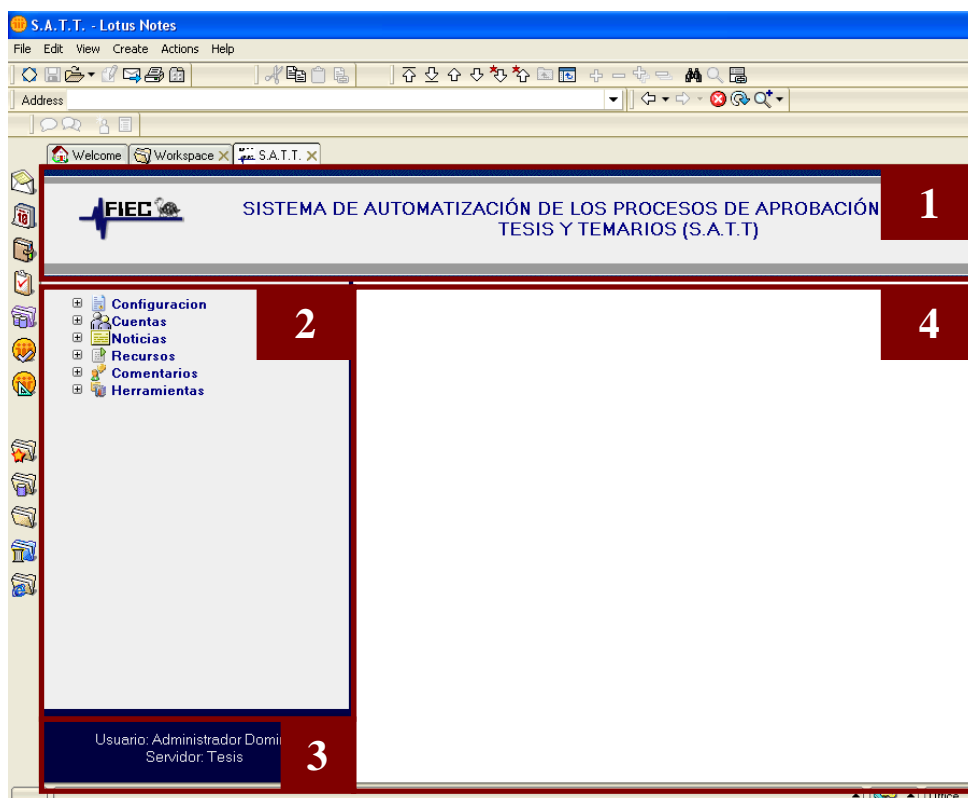 S.A.T.T. - Lotus Notes
File Edit View Create Actions Help
Address
Welcome Workspace S.A.T.T.
FIEC
SISTEMA DE AUTOMATIZACIÓN DE LOS PROCESOS DE APROBACIÓN
TESIS Y TEMARIOS (S.A.T.T)
1
Configuracion
Cuentas
Noticias
Recursos
Comentarios
Herramientas
2
4
Usuario: Administrador
Servidor: Tesis
3
Office